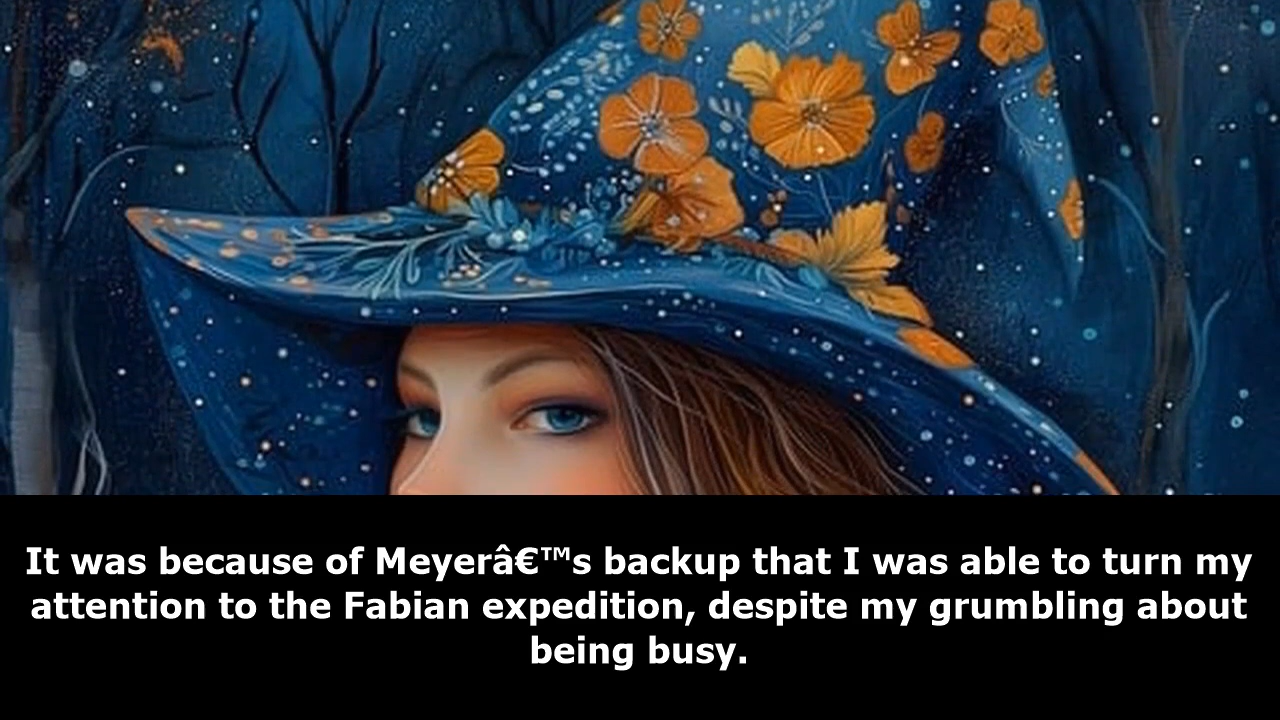 It was because of Meyerâ€™s backup that I was able to turn my
attention to the Fabian expedition, despite my grumbling about
being busy.